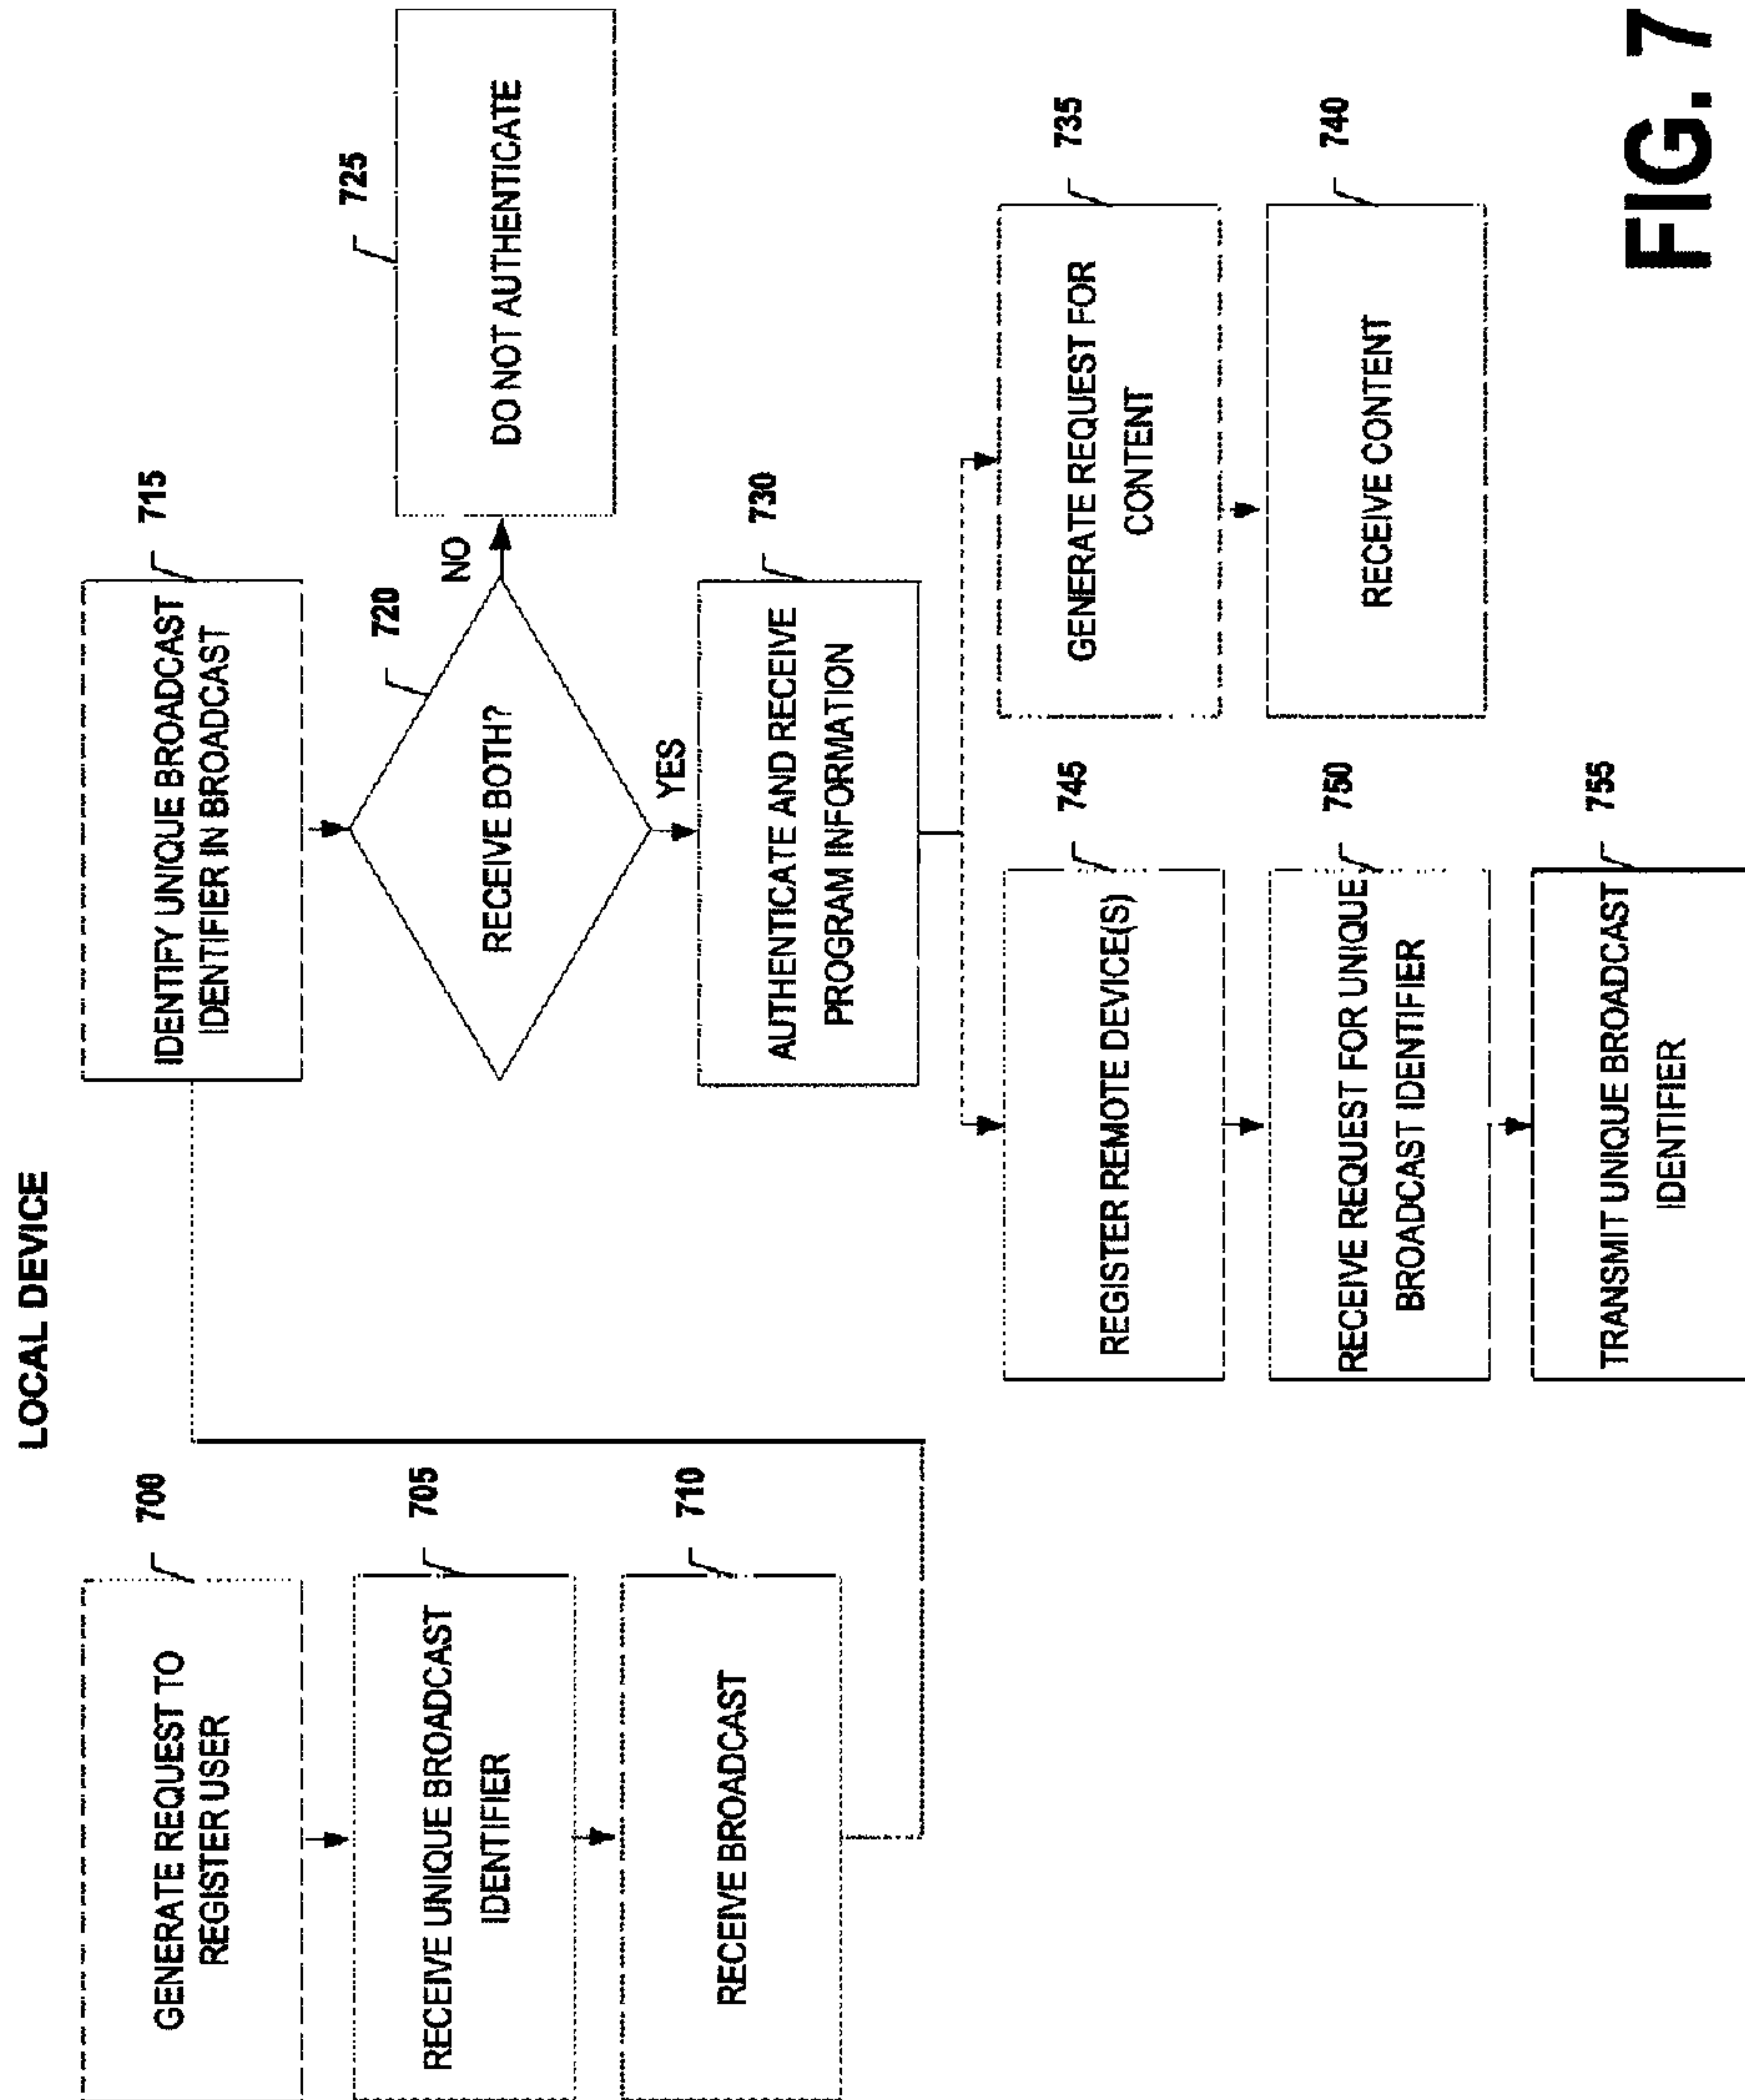 LOCAL DEVICE
700
GENERATE REQUEST TO
REGISTER USER
705
RECEIVE UNIQUE BROADCAST
IDENTIFIER
710
RECEIVE BROADCAST
715
IDENTIFY UNIQUE BROADCAST
IDENTIFIER IN BROADCAST
720
RECEIVE BOTH?
NO
725
DO NOT AUTHENTICATE
YES
730
AUTHENTICATE AND RECEIVE
PROGRAM INFORMATION
745
REGISTER REMOTE DEVICE(S)
750
RECEIVE REQUEST FOR UNIQUE
BROADCAST IDENTIFIER
755
TRANSMIT UNIQUE BROADCAST
IDENTIFIER
735
GENERATE REQUEST FOR
CONTENT
740
RECEIVE CONTENT
FIG. 7